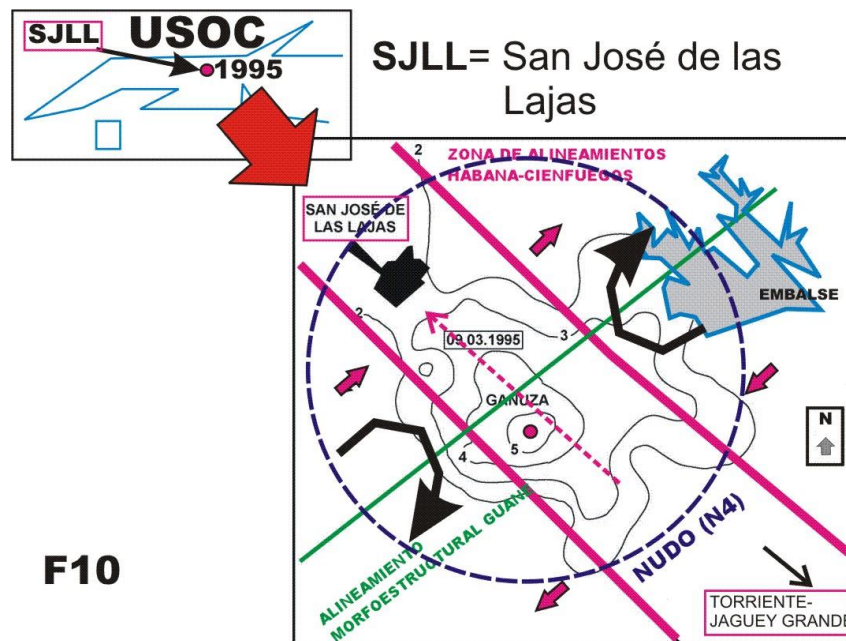 USOC
SJLL
1995
SJLL= San José de las
Lajas
2
ZONA DE ALINEAMIENTOS
HABANA-CIENFUEGOS
SAN JOSÉ DE
LAS LAJAS
EMBALSE
2
3
09.03.1995
GANUZA
N
4
5
NUDO (N4)
ALINEAMIENTO
MORFOESTRUCTURAL GUANE
F10
TORRIENTE-
JAGUEY GRANDE